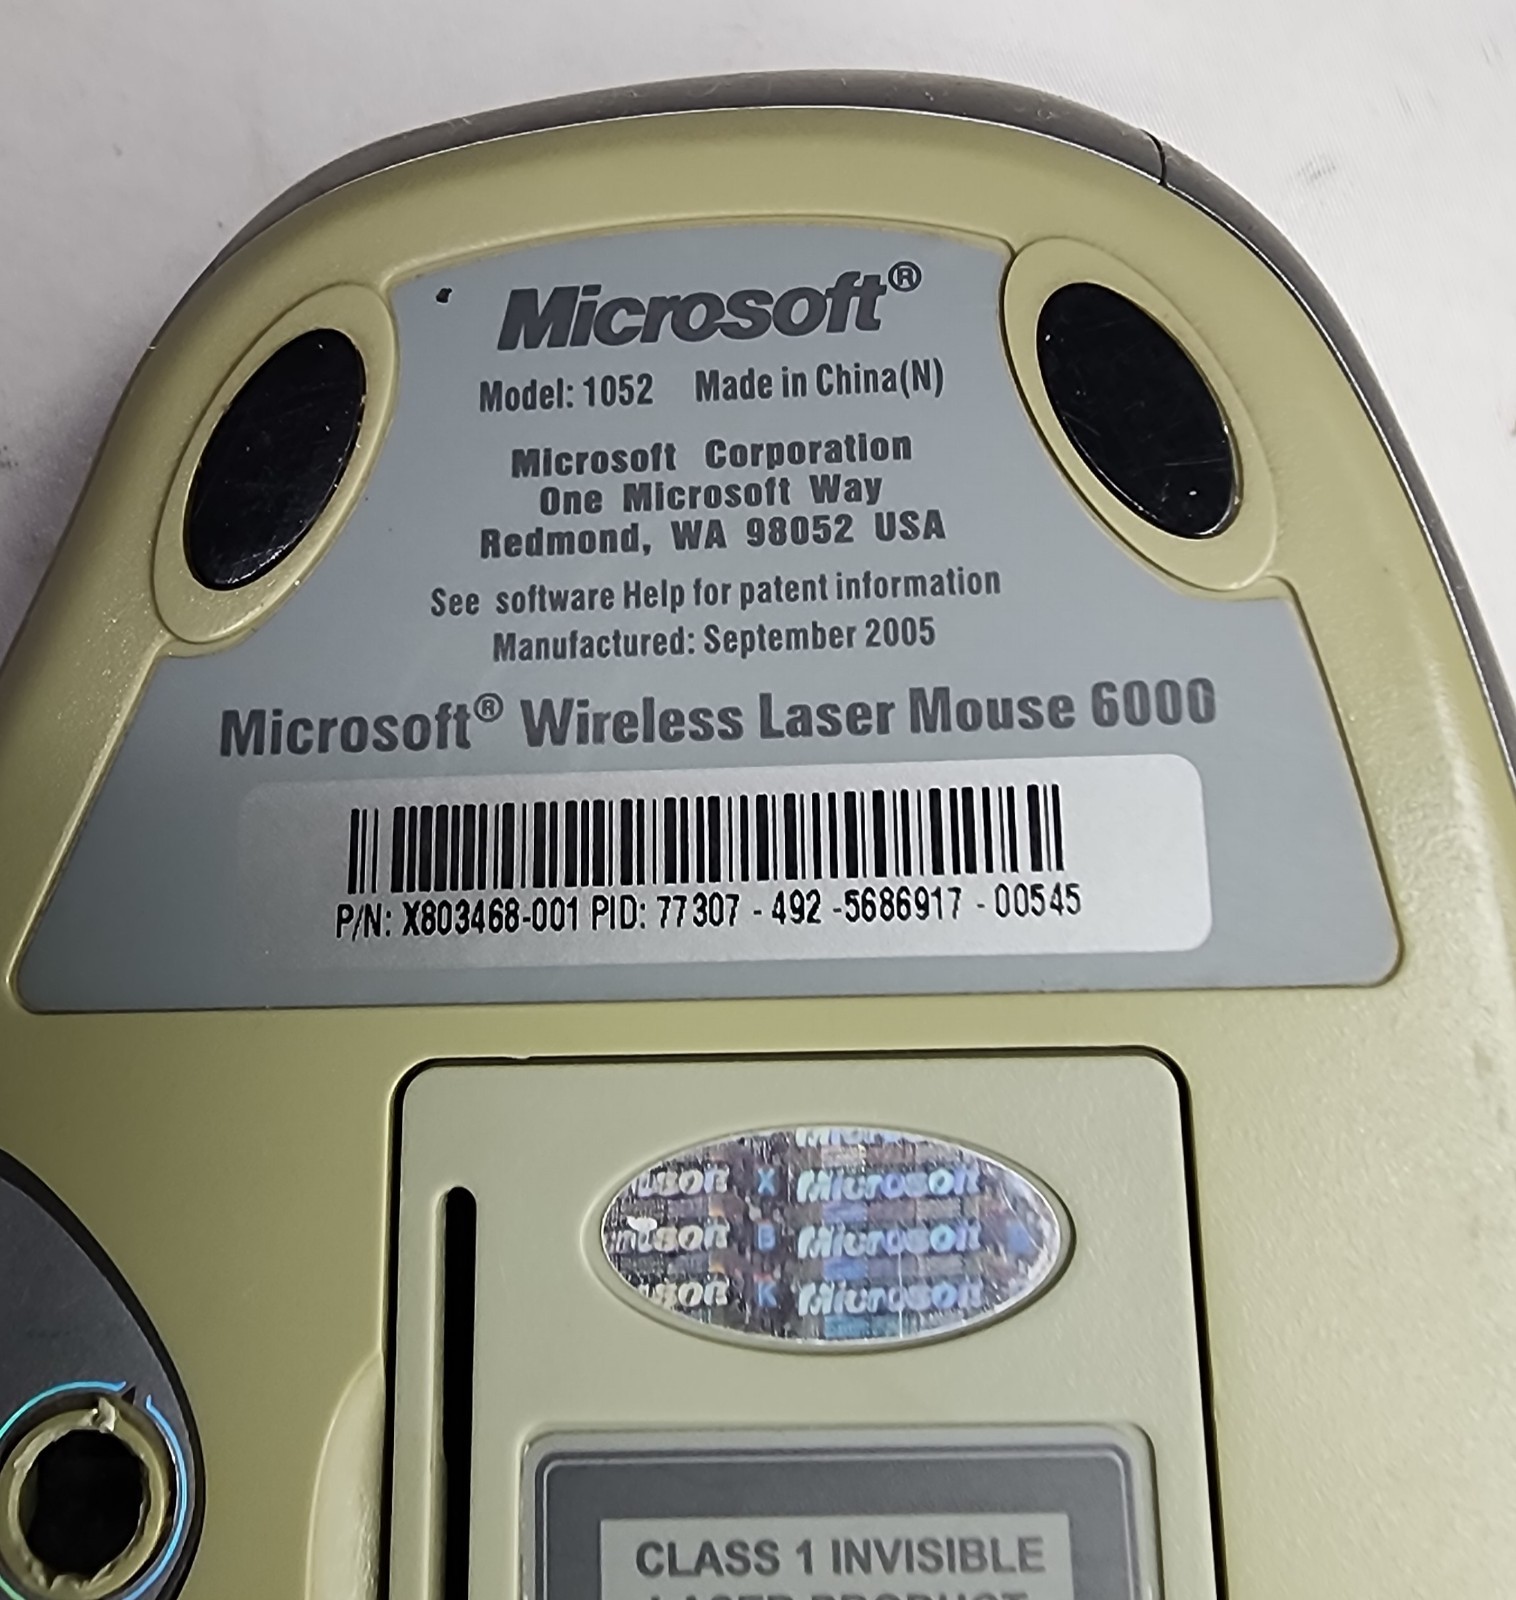 Microsoft®
Model: 1052 Made in China(N)
Microsoft Corporation
One Microsoft Way
Redmond, WA 98052 USA
See software Help for patent information
Manufactured: September 2005
Microsoft® Wireless Laser Mouse 6000
P/N: X803468-001 PID: 77307 - 492 -5686917 - 00545
X Microsoft
B Microsoft
K Microsoft
CLASS 1 INVISIBLE
LASER PRODUCT